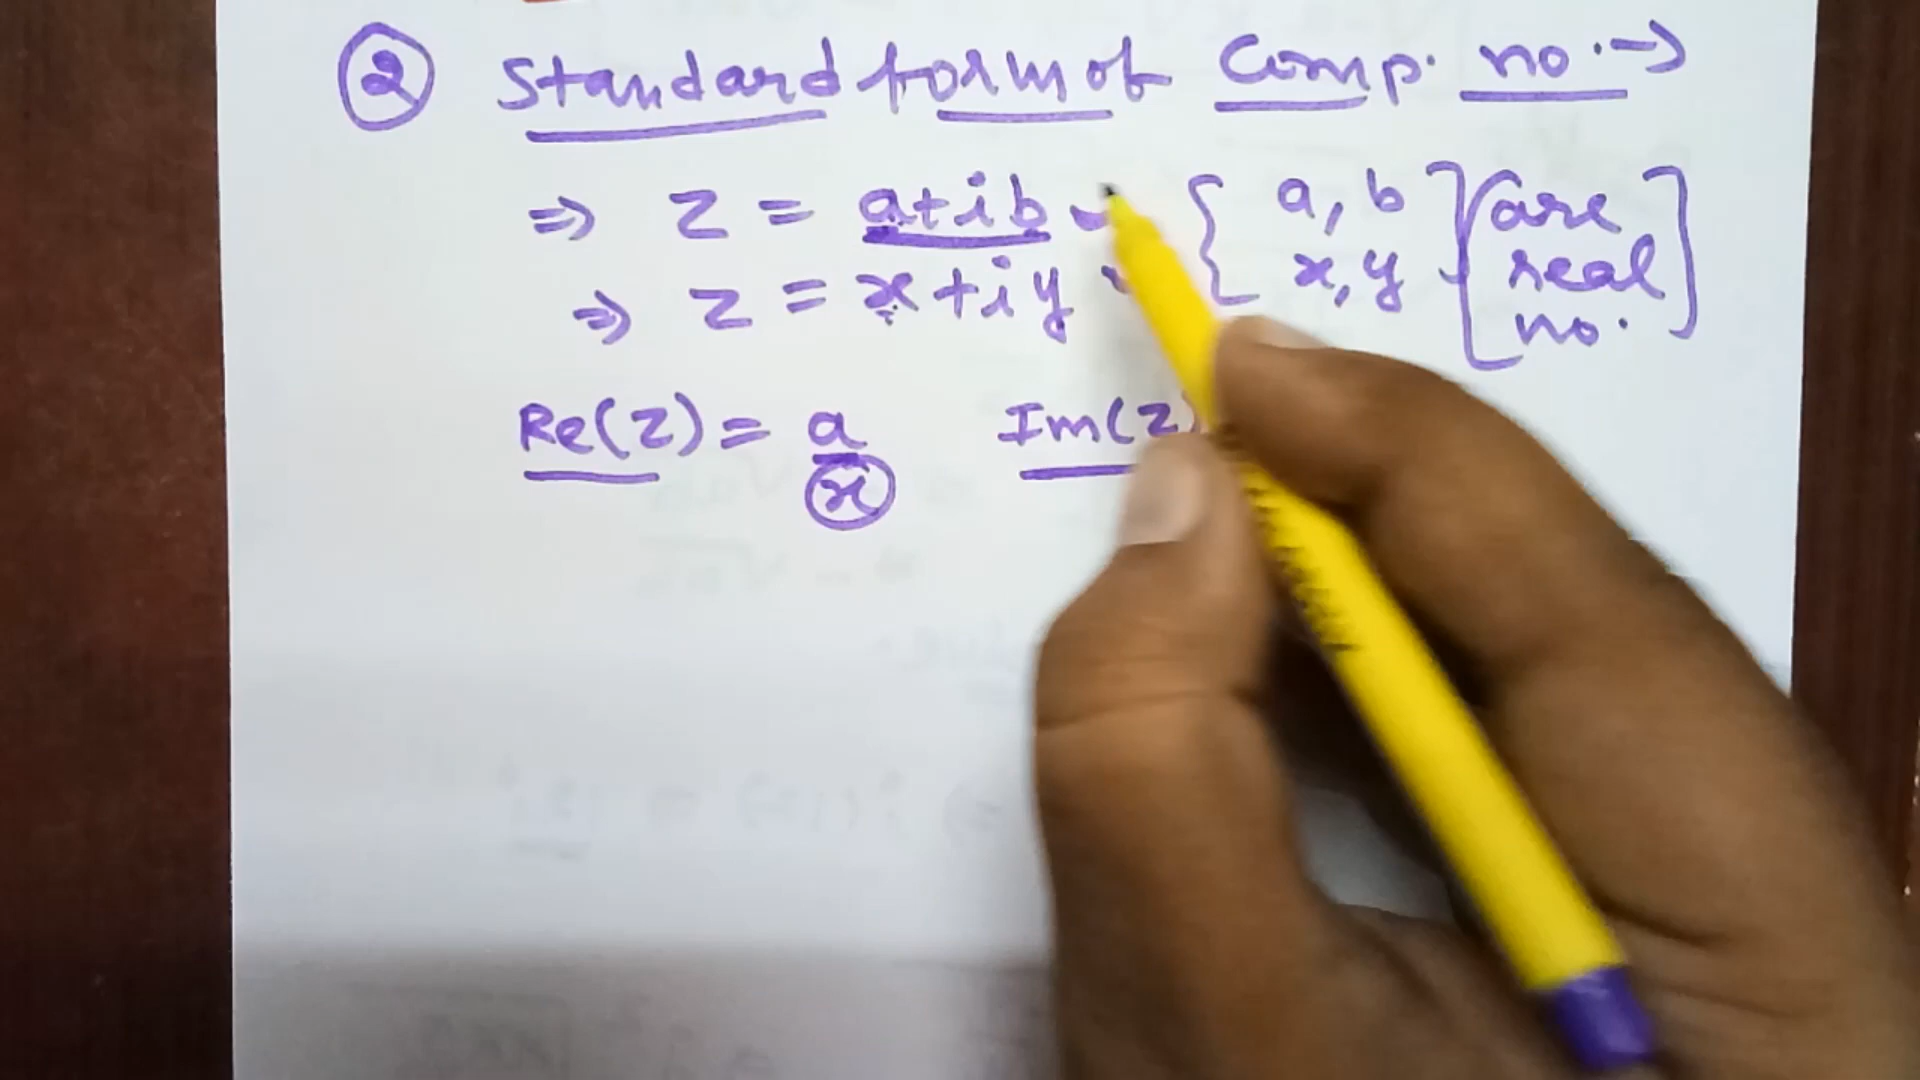 ② Standard form of Comp. no. →
⇒ z = a+ib { a, b } [are
⇒ z = x+iy { x, y } real
no.]
Re(z) = a Im(z)
x